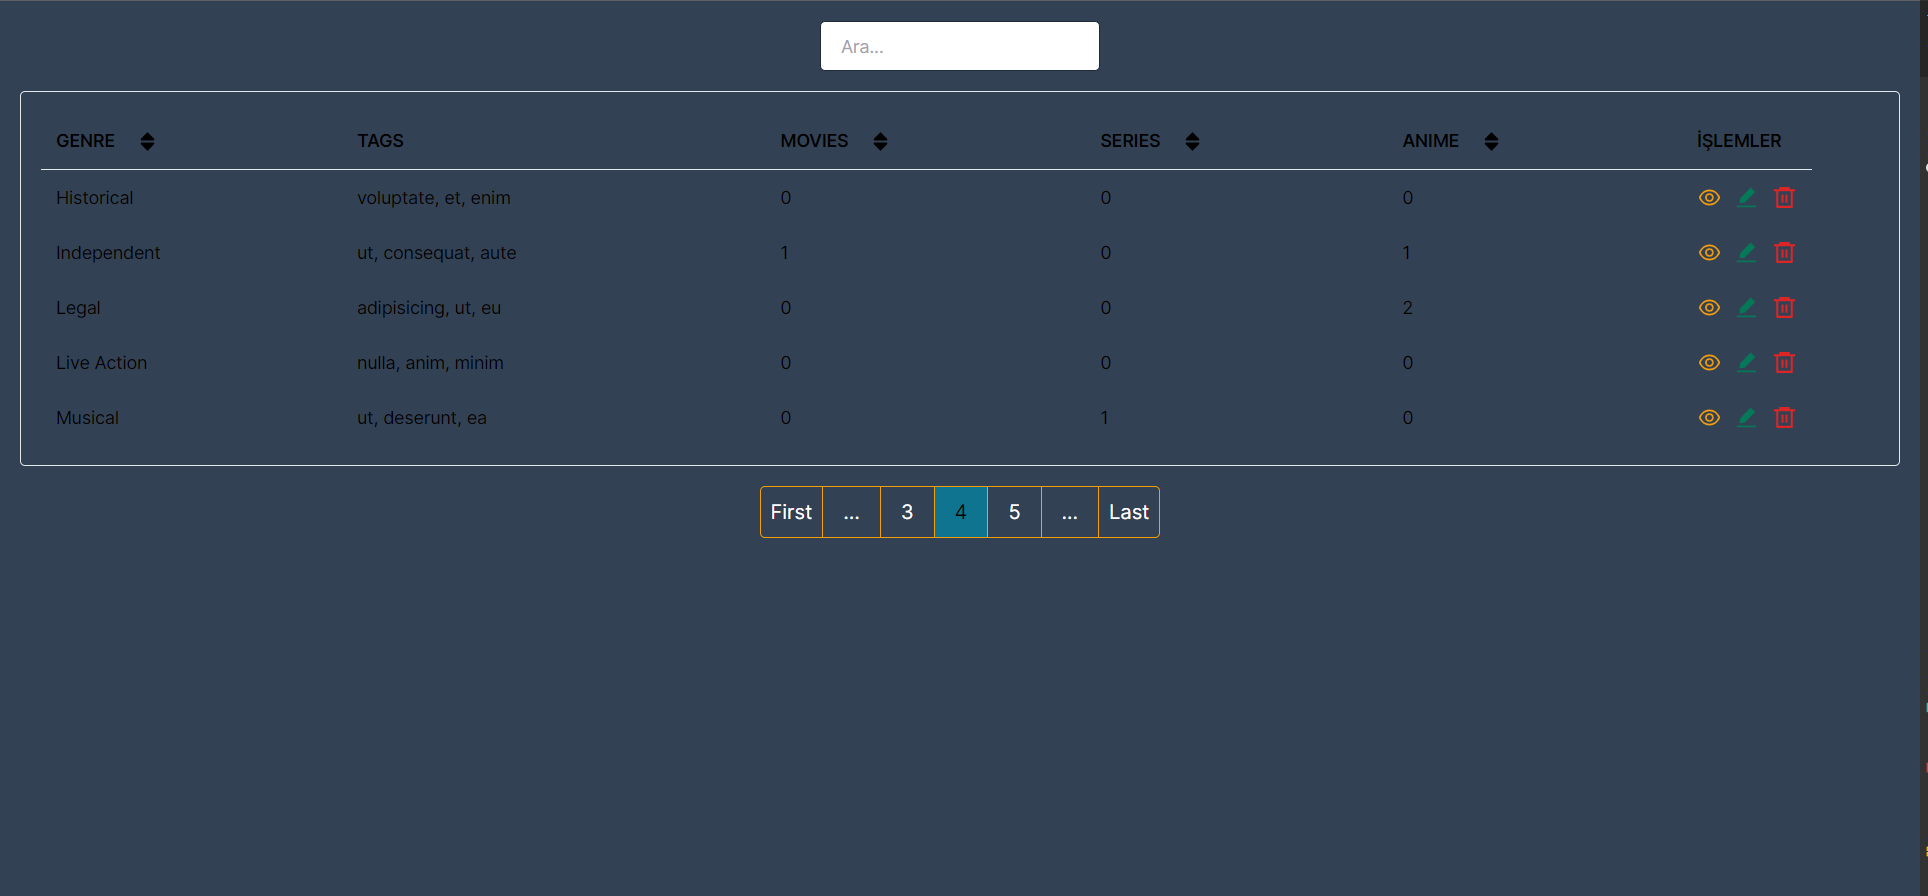 Ara...
GENRE TAGS MOVIES SERIES ANIME İŞLEMLER
Historical voluptate, et, enim 0 0 0
Independent ut, consequat, aute 1 0 1
Legal adipisicing, ut, eu 0 0 2
Live Action nulla, anim, minim 0 0 0
Musical ut, deserunt, ea 0 1 0
First ... 3 4 5 ... Last